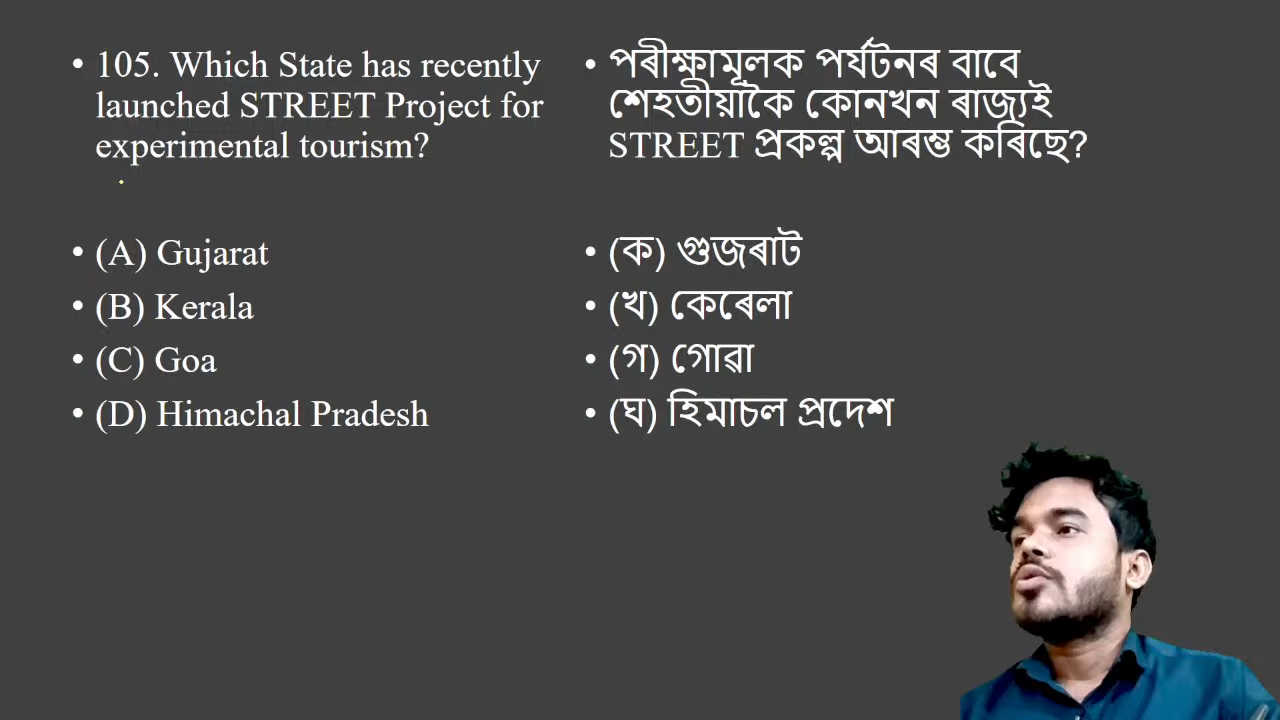 • 105. Which State has recently
launched STREET Project for
experimental tourism?
• (A) Gujarat
• (B) Kerala
• (C) Goa
• (D) Himachal Pradesh
• পৰীক্ষামূলক পৰ্যটনৰ বাবে
শেহতীয়াকৈ কোনখন ৰাজ্যই
STREET প্ৰকল্প আৰম্ভ কৰিছে?
• (ক) গুজৰাট
• (খ) কেৰেলা
• (গ) গোৱা
• (ঘ) হিমাচল প্ৰদেশ